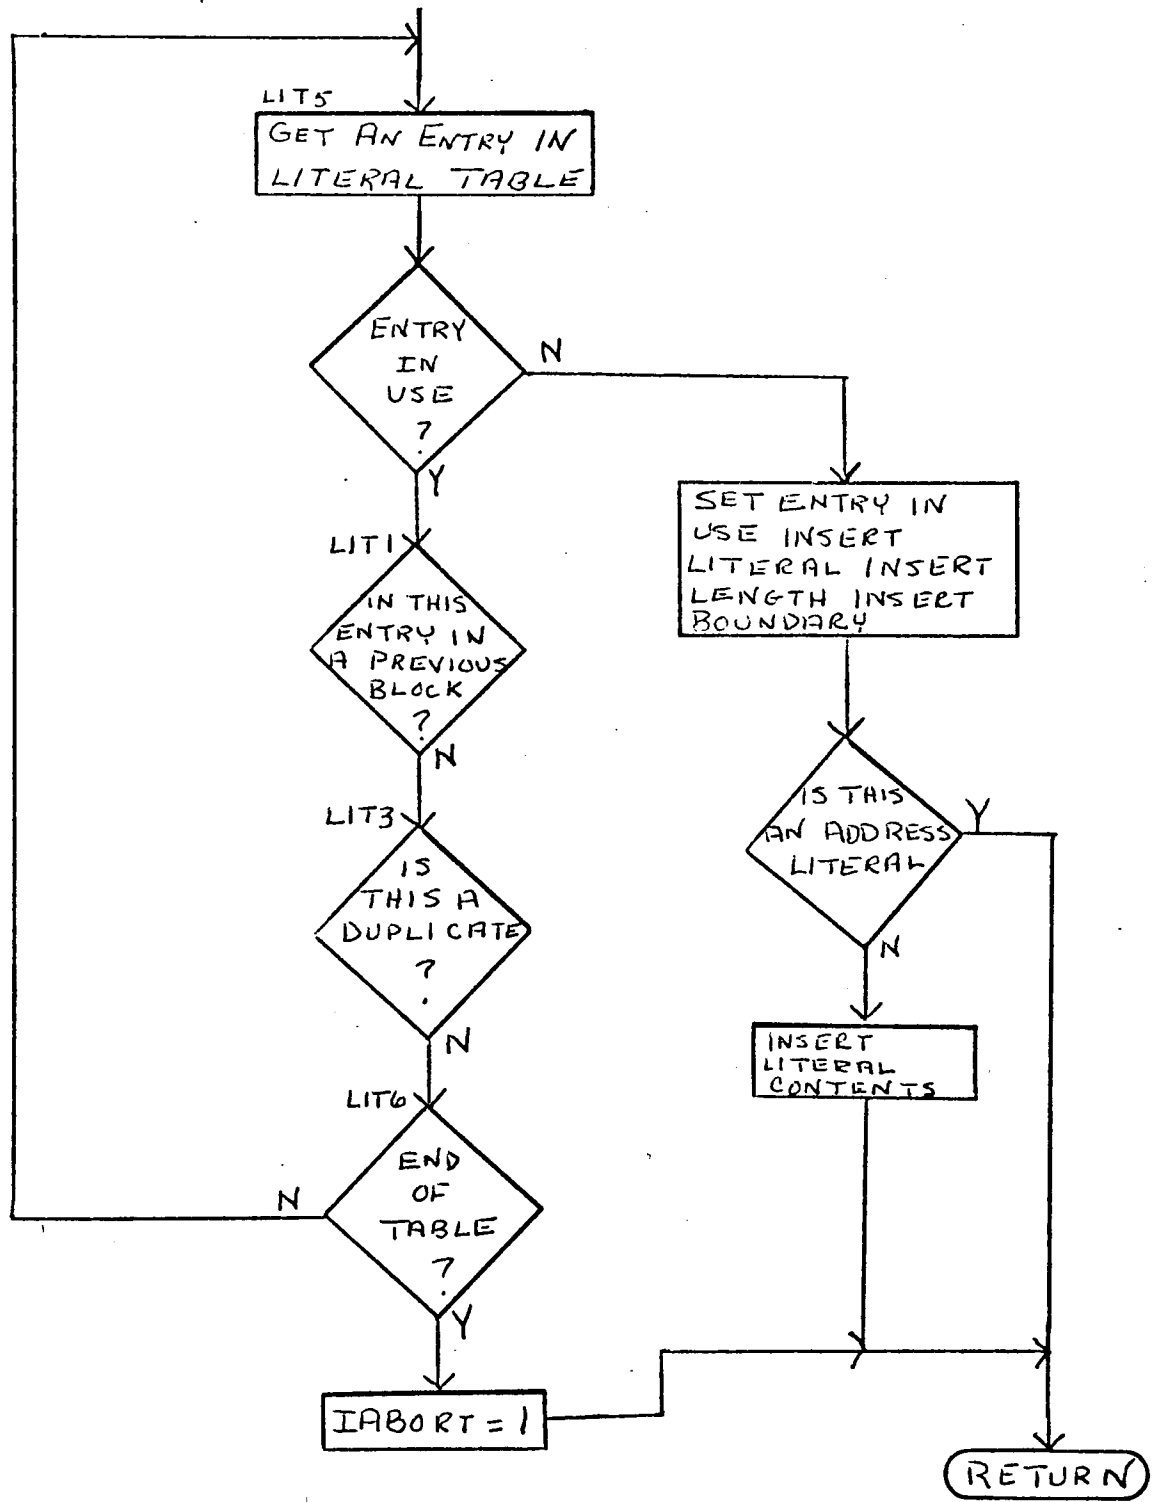 LIT5
GET AN ENTRY IN
LITERAL TABLE
ENTRY
IN
USE
?
N
Y
SET ENTRY IN
USE INSERT
LITERAL INSERT
LENGTH INSERT
BOUNDARY
LIT1
IN THIS
ENTRY IN
A PREVIOUS
BLOCK
?
N
IS THIS
AN ADDRESS
LITERAL
Y
N
LIT3
IS
THIS A
DUPLICATE
?
N
INSERT
LITERAL
CONTENTS
LIT6
END
OF
TABLE
?
N
Y
IABORT = 1
RETURN